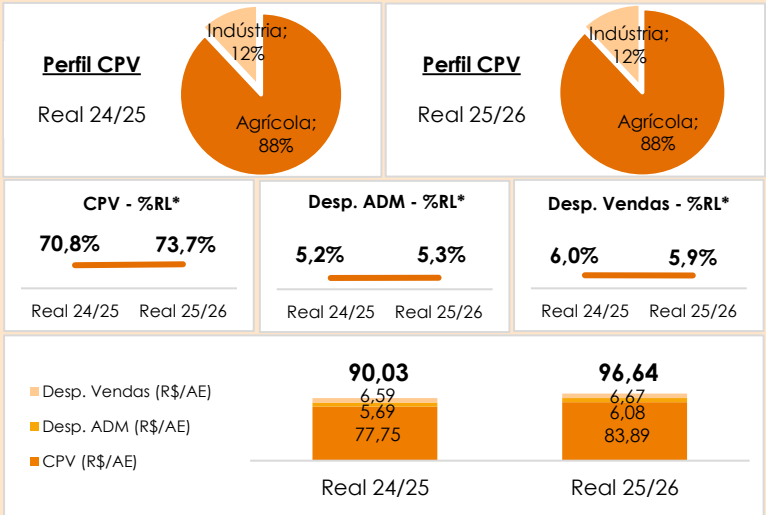 Perfil CPV
Real 24/25
Indústria;
12%
Agrícola;
88%
Perfil CPV
Real 25/26
Indústria;
12%
Agrícola;
88%
CPV - %RL*
70,8%
73,7%
Real 24/25
Real 25/26
Desp. ADM - %RL*
5,2%
5,3%
Real 24/25
Real 25/26
Desp. Vendas - %RL*
6,0%
5,9%
Real 24/25
Real 25/26
Desp. Vendas (R$/AE)
Desp. ADM (R$/AE)
CPV (R$/AE)
90,03
6,59
5,69
77,75
Real 24/25
96,64
6,67
6,08
83,89
Real 25/26